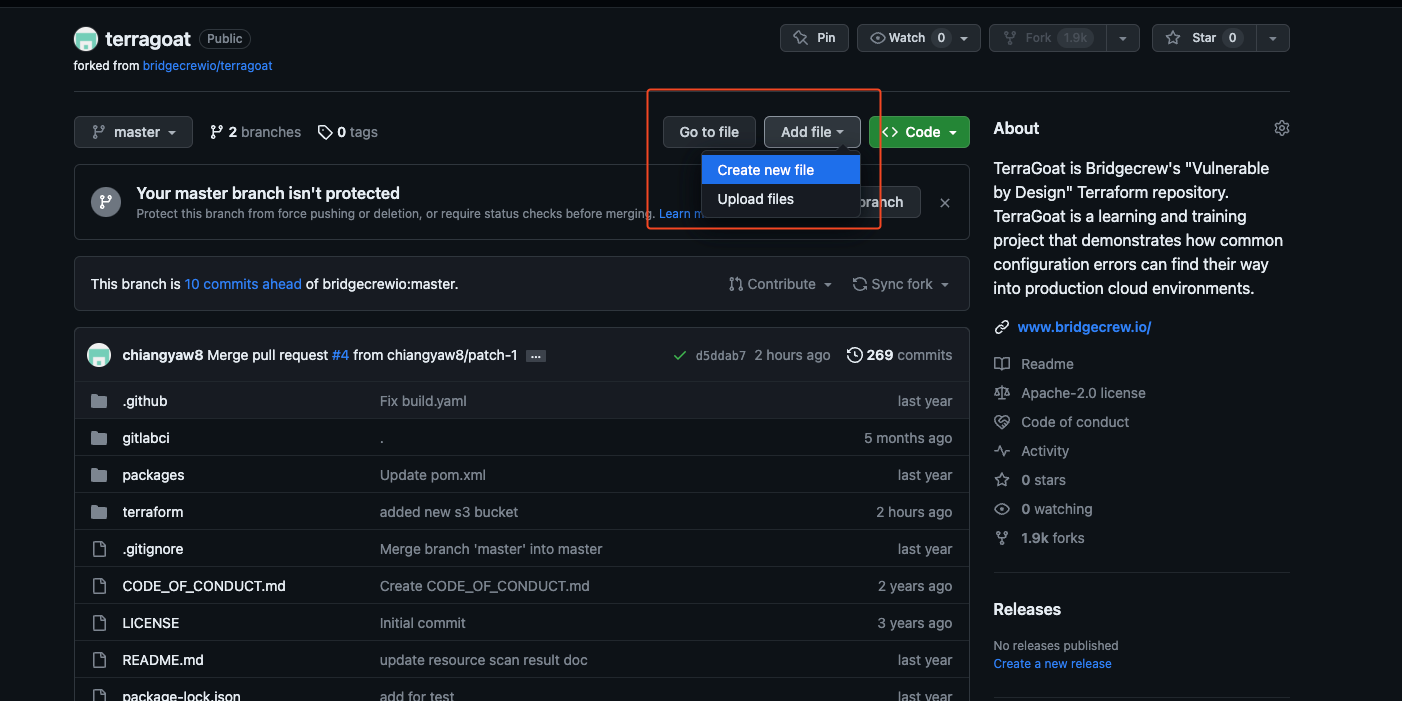 terragoat Public Pin Watch 0 Fork 1.9k Star 0
forked from bridgecrewio/terragoat
master 2 branches 0 tags Go to file Add file Code
Create new file
Upload files
Your master branch isn't protected
Protect this branch from force pushing or deletion, or require status checks before merging. Learn
This branch is 10 commits ahead of bridgecrewio:master. Contribute Sync fork
chiangyaw8 Merge pull request #4 from chiangyaw8/patch-1 ... d5ddab7 2 hours ago 269 commits
.github Fix build.yaml last year
gitlabci . 5 months ago
packages Update pom.xml last year
terraform added new s3 bucket 2 hours ago
.gitignore Merge branch 'master' into master last year
CODE_OF_CONDUCT.md Create CODE_OF_CONDUCT.md 2 years ago
LICENSE Initial commit 3 years ago
README.md update resource scan result doc last year
package-lock.json add for test last year
About
TerraGoat is Bridgecrew's "Vulnerable
by Design" Terraform repository.
TerraGoat is a learning and training
project that demonstrates how common
configuration errors can find their way
into production cloud environments.
www.bridgecrew.io/
Readme
Apache-2.0 license
Code of conduct
Activity
0 stars
0 watching
1.9k forks
Releases
No releases published
Create a new release